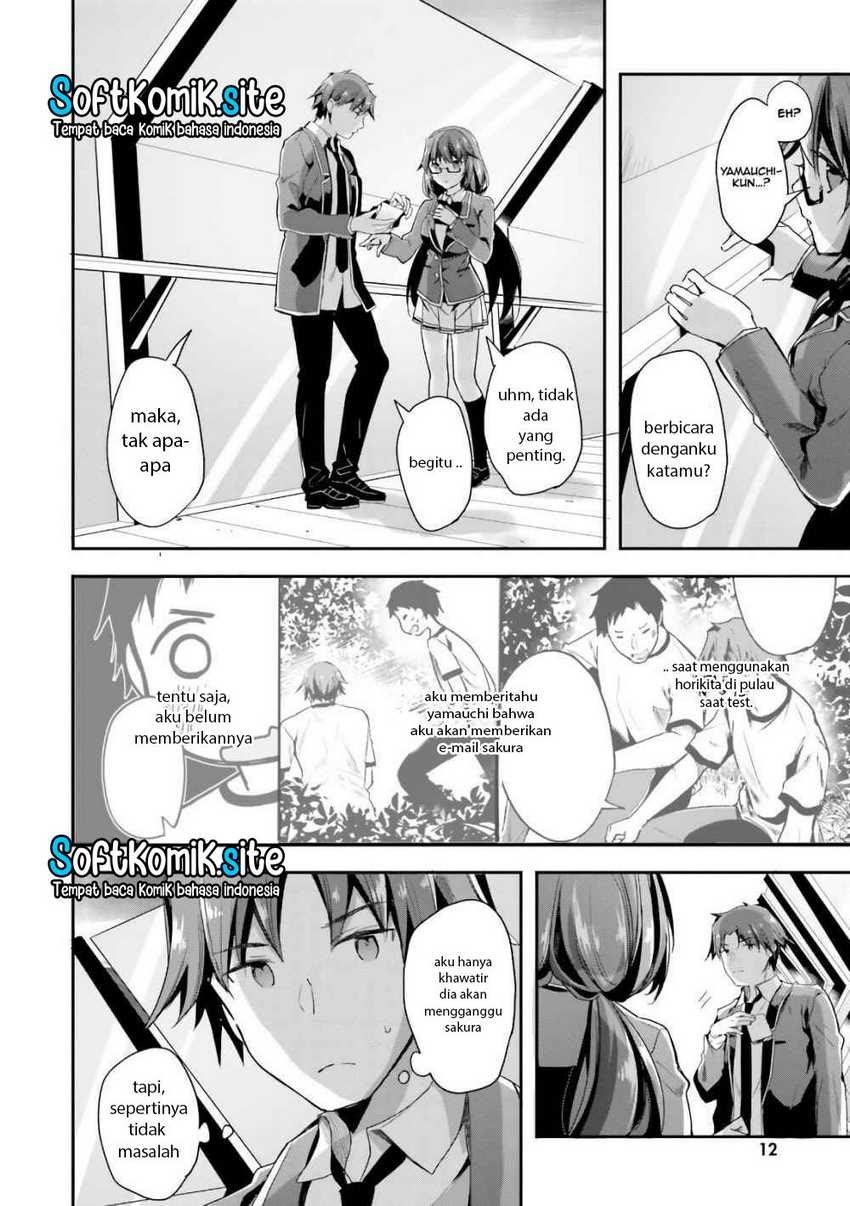 SoftKomik.site
Tempat baca Komik bahasa indonesia
EH?
YAMAUCHI-
KUN...?
berbicara
denganku
katamu?
uhm, tidak
ada
yang
penting.
begitu ..
maka,
tak apa-
apa
.. saat menggunakan
horikita di pulau
saat test.
aku memberitahu
yamauchi bahwa
aku akan memberikan
e-mail sakura
tentu saja,
aku belum
memberikannya
SoftKomik.site
Tempat baca Komik bahasa indonesia
aku hanya
khawatir
dia akan
mengganggu
sakura
tapi,
sepertinya
tidak
masalah
12